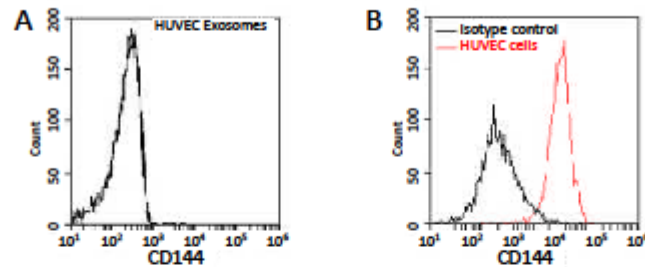 A
HUVEC Exosomes
200
150
100
50
0
Count
10¹ 10² 10³ 10⁴ 10⁵ 10⁶
CD144
B
Isotype control
HUVEC cells
200
150
100
50
0
Count
10¹ 10² 10³ 10⁴ 10⁵ 10⁶
CD144